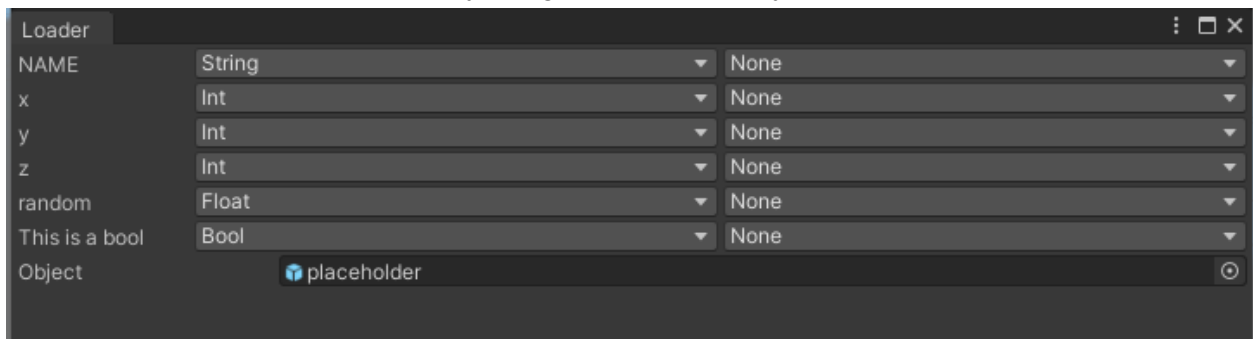 Loader
NAME String None
x Int None
y Int None
z Int None
random Float None
This is a bool Bool None
Object placeholder